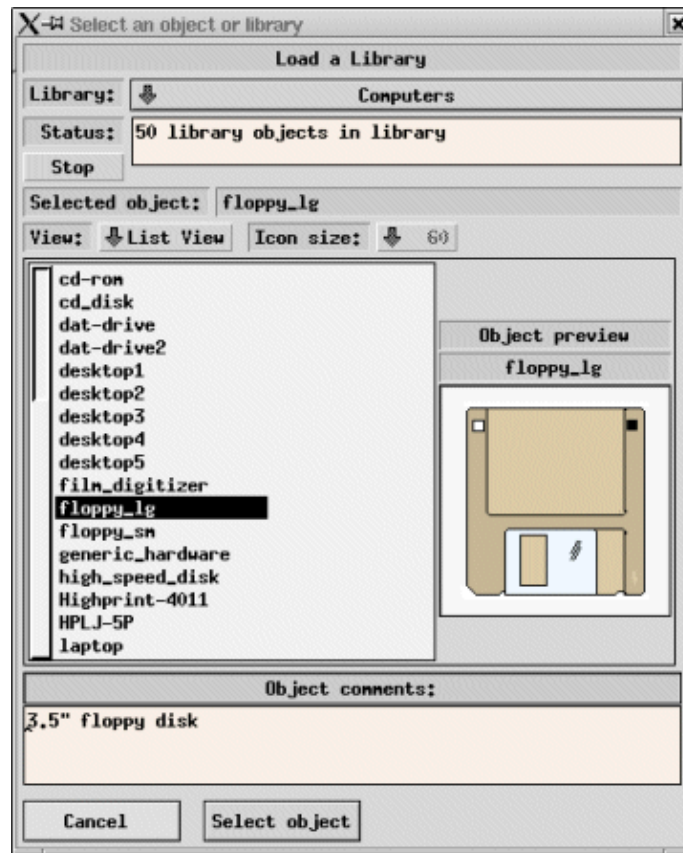 Select an object or library
Load a Library
Library: Computers
Status: 50 library objects in library
Stop
Selected object: floppy_lg
View: List View Icon size: 60
cd-rom
cd_disk
dat-drive
dat-drive2
desktop1
desktop2
desktop3
desktop4
desktop5
film_digitizer
floppy_lg
floppy_sm
generic_hardware
high_speed_disk
Highprint-4011
HPLJ-5P
laptop
Object preview
floppy_lg
Object comments:
3.5" floppy disk
Cancel Select object